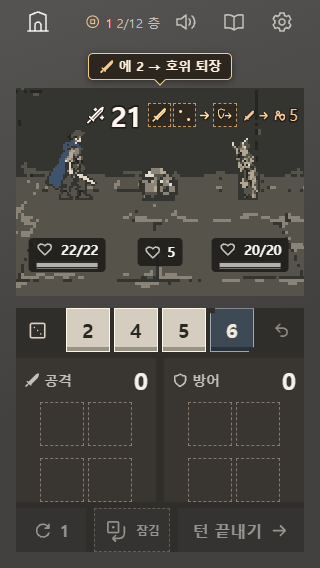 1 2/12 층
에 2 → 호위 퇴장
21 → → 5
22/22
5
20/20
2 4 5 6
공격 0
방어 0
1
잠김
턴 끝내기 →